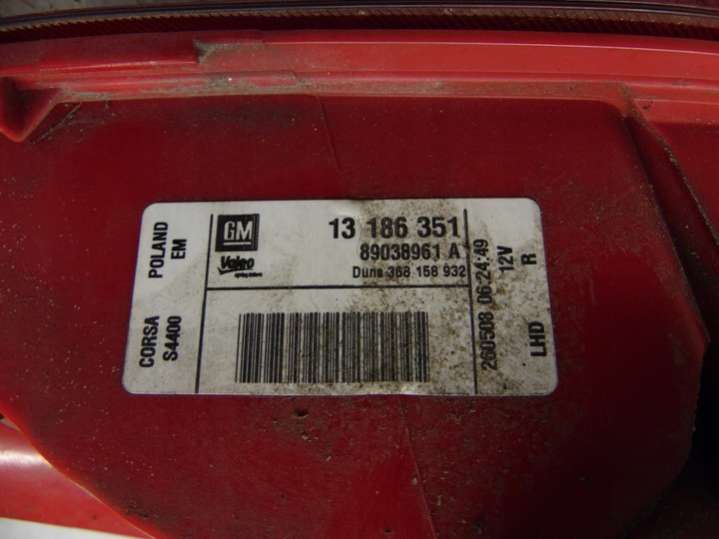 CORSA POLAND
S4400 EM
GM
Valeo
13 186 351
89038961 A
Duns 368 158 932
260508 06:24:49
12V
LHD R